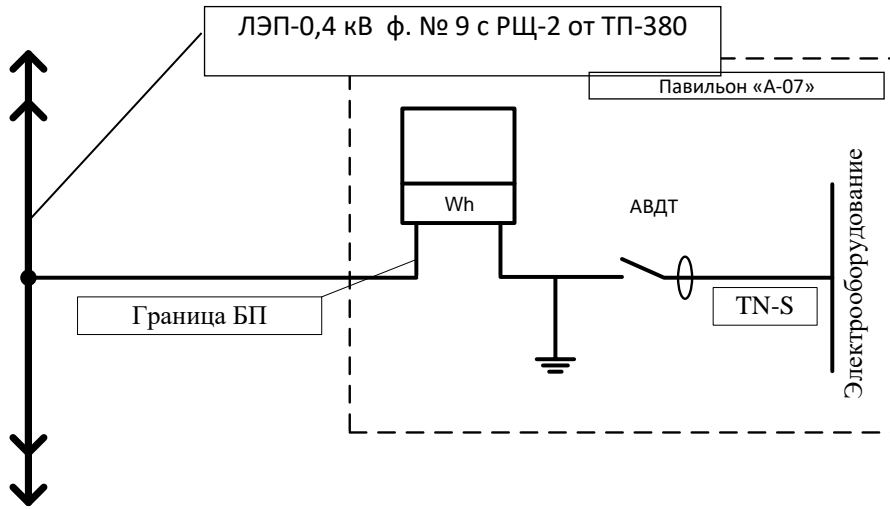 ЛЭП-0,4 кВ ф. № 9 с РЩ-2 от ТП-380
Павильон «А-07»
Wh
АВДТ
Граница БП
TN-S
Электрооборудование